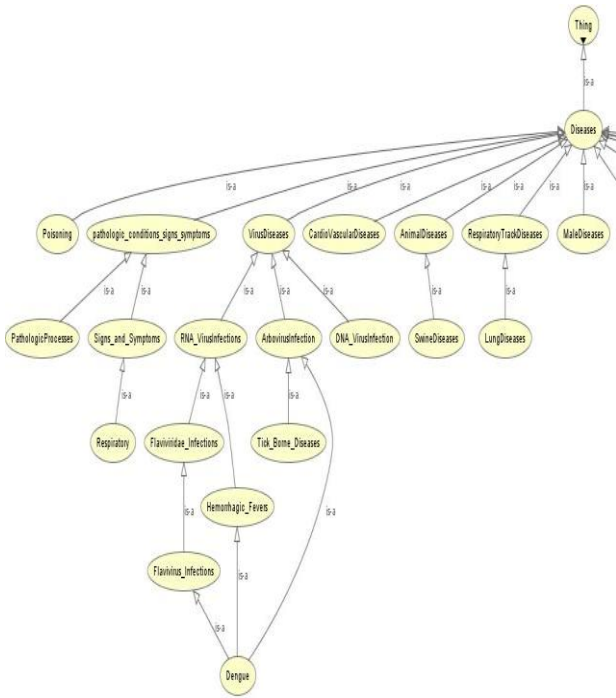 Thing
is-a
Diseases
is-a
is-a
is-a
is-a
is-a
is-a
is-a
Poisoning
pathologic_conditions_signs_symptoms
VirusDiseases
CardioVascularDiseases
AnimalDiseases
RespiratoryTrackDiseases
MaleDiseases
is-a
is-a
is-a
is-a
is-a
is-a
is-a
PathologicProcesses
Signs_and_Symptoms
RNA_VirusInfections
ArbovirusInfection
DNA_VirusInfection
SwineDiseases
LungDiseases
is-a
is-a
is-a
is-a
Respiratory
Flaviviridae_Infections
Tick_Borne_Diseases
is-a
Hemorrhagic_Fevers
is-a
Flavivirus_Infections
is-a
is-a
Dengue